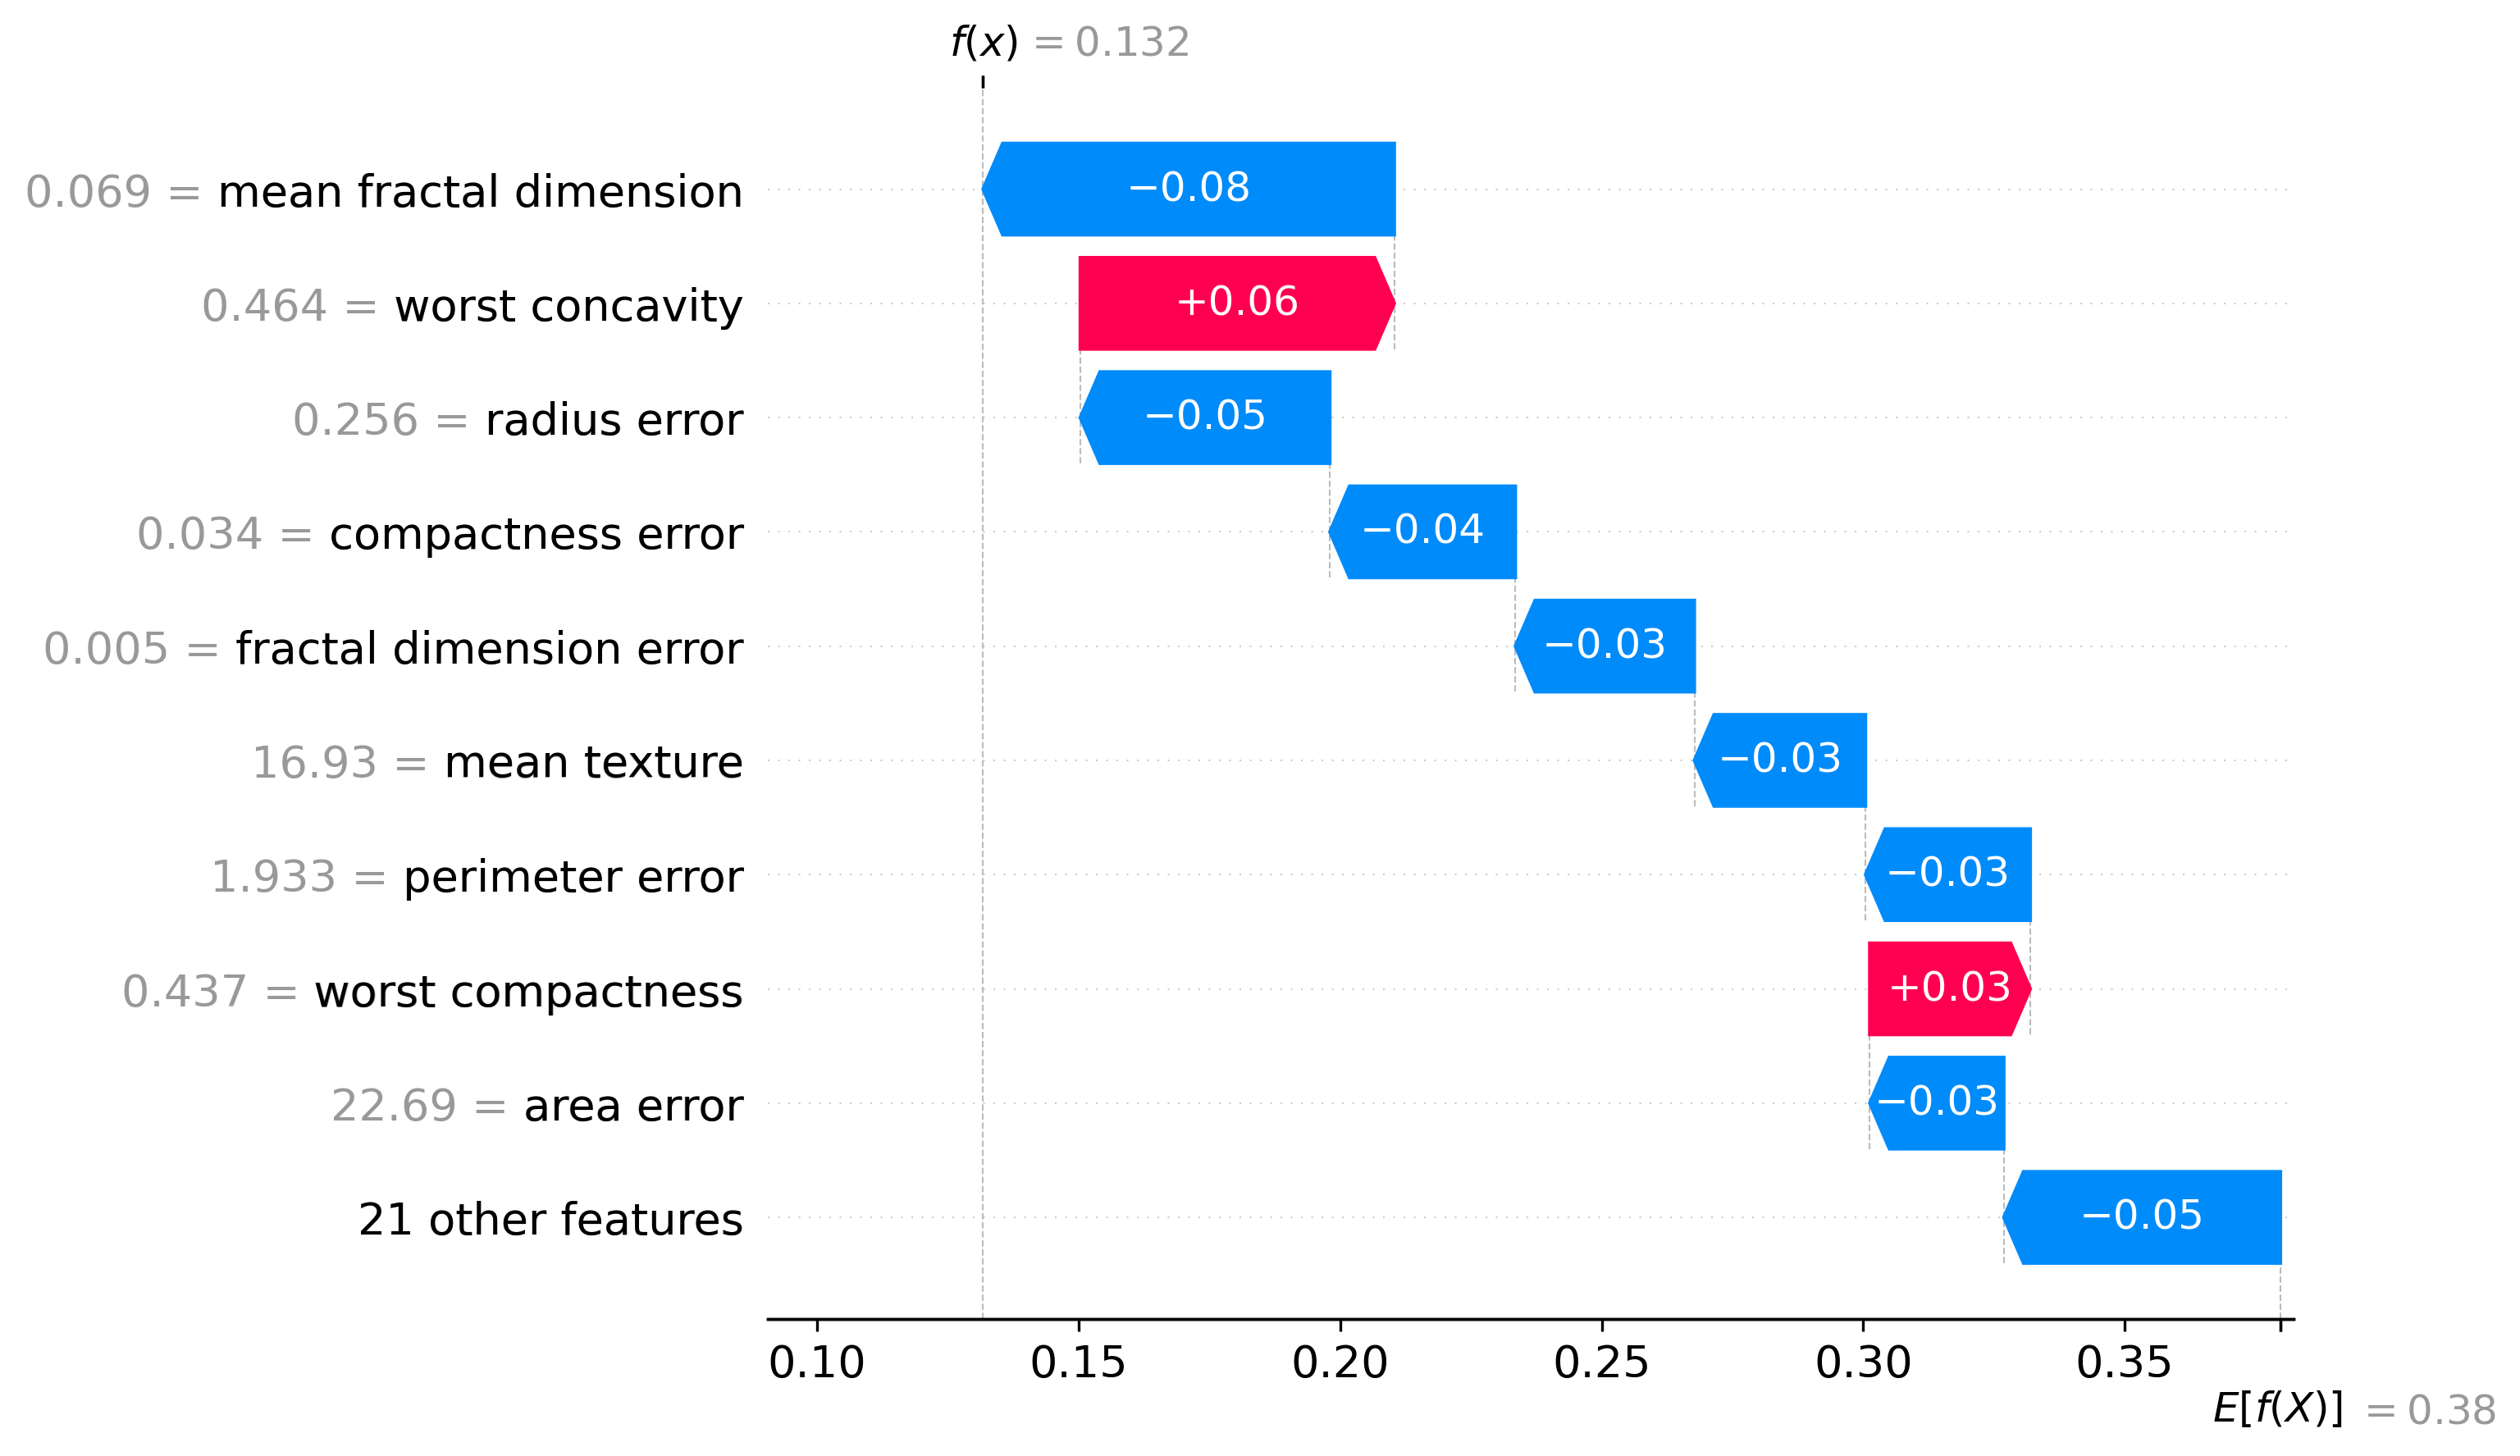 f(x) = 0.132
0.069 = mean fractal dimension
−0.08
0.464 = worst concavity
+0.06
0.256 = radius error
−0.05
0.034 = compactness error
−0.04
0.005 = fractal dimension error
−0.03
16.93 = mean texture
−0.03
1.933 = perimeter error
−0.03
0.437 = worst compactness
+0.03
22.69 = area error
−0.03
21 other features
−0.05
0.10 0.15 0.20 0.25 0.30 0.35
E[f(X)] = 0.38